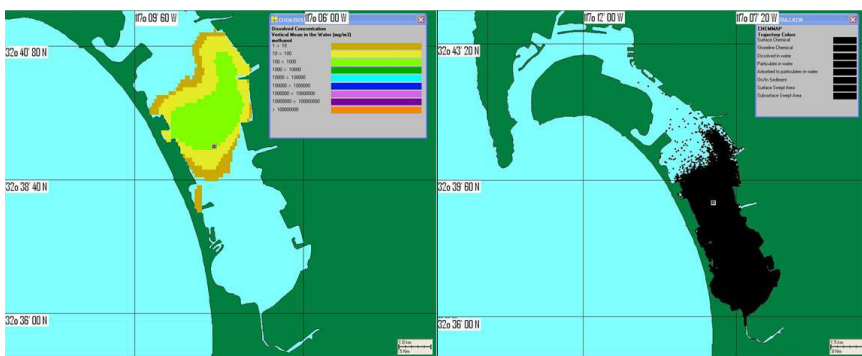 117o 09' 60 W
117o 06' 00 W
Dissolved Concentration
Vertical Mean in the Water (mg/m3)
methanol
1 ÷ 10
10 ÷ 100
100 ÷ 1000
1000 ÷ 10000
10000 ÷ 100000
100000 ÷ 1000000
1000000 ÷ 10000000
10000000 ÷ 100000000
> 100000000
32o 40' 80 N
32o 38' 40 N
32o 36' 00 N
117o 12' 00 W
117o 07' 20 W
CHEMMAP
Trajectory Colors
Surface Chemical
Shoreline Chemical
Dissolved in water
Particulate in water
Adsorbed to particulates in water
On/In Sediment
Surface Swept Area
Subsurface Swept Area
32o 43' 20 N
32o 39' 60 N
32o 36' 00 N